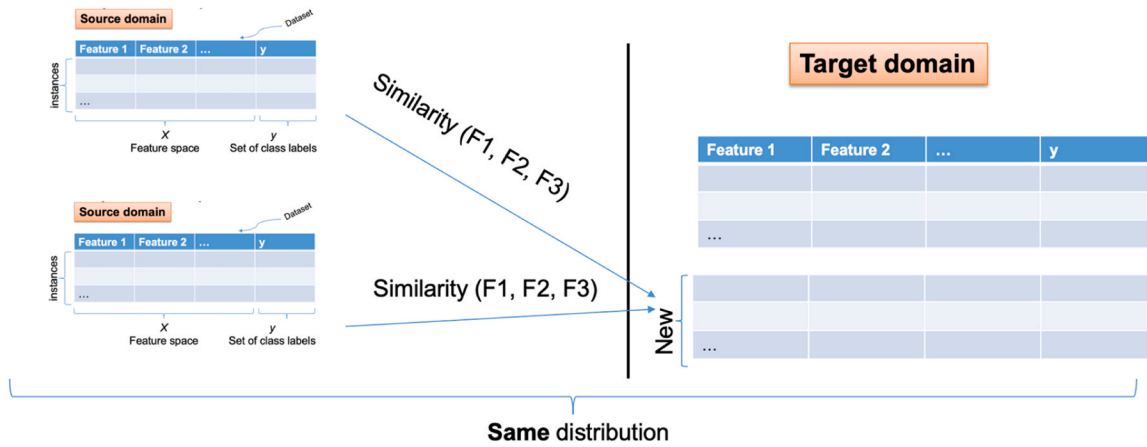 Source domain
Dataset
Feature 1 Feature 2 ... y
instances
...
X y
Feature space Set of class labels
Source domain
Dataset
Feature 1 Feature 2 ... y
instances
...
X y
Feature space Set of class labels
Similarity (F1, F2, F3)
Similarity (F1, F2, F3)
Target domain
Feature 1 Feature 2 ... y
...
New
...
Same distribution